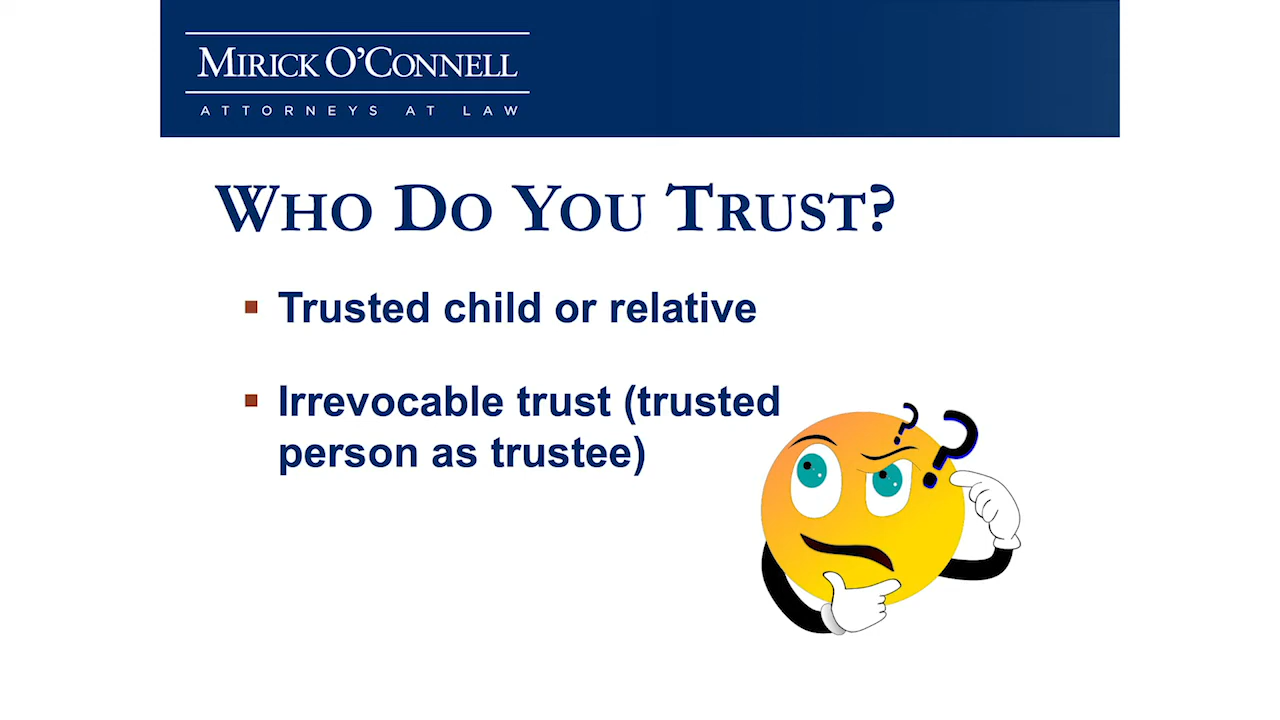 MIRICK O'CONNELL
ATTORNEYS AT LAW
WHO DO YOU TRUST?
▪ Trusted child or relative
▪ Irrevocable trust (trusted
person as trustee)
? ?